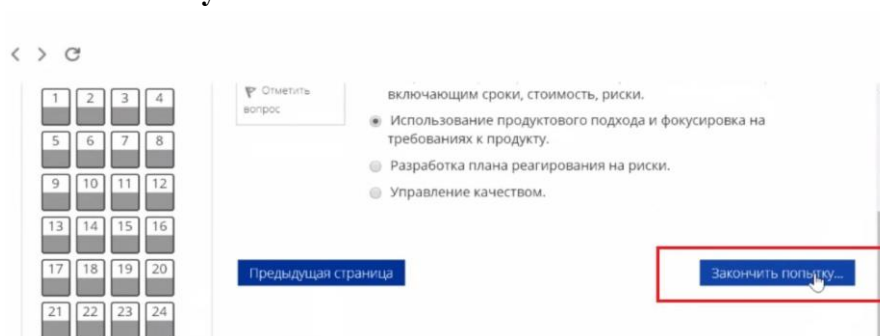 1 2 3 4
5 6 7 8
9 10 11 12
13 14 15 16
17 18 19 20
21 22 23 24
Отметить
вопрос
включающим сроки, стоимость, риски.
Использование продуктового подхода и фокусировка на
требованиях к продукту.
Разработка плана реагирования на риски.
Управление качеством.
Предыдущая страница
Закончить попытку...